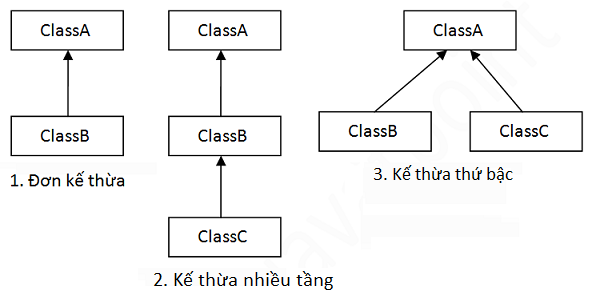 ClassA
ClassB
1. Đơn kế thừa
ClassA
ClassB
ClassC
2. Kế thừa nhiều tầng
ClassA
ClassB
ClassC
3. Kế thừa thứ bậc